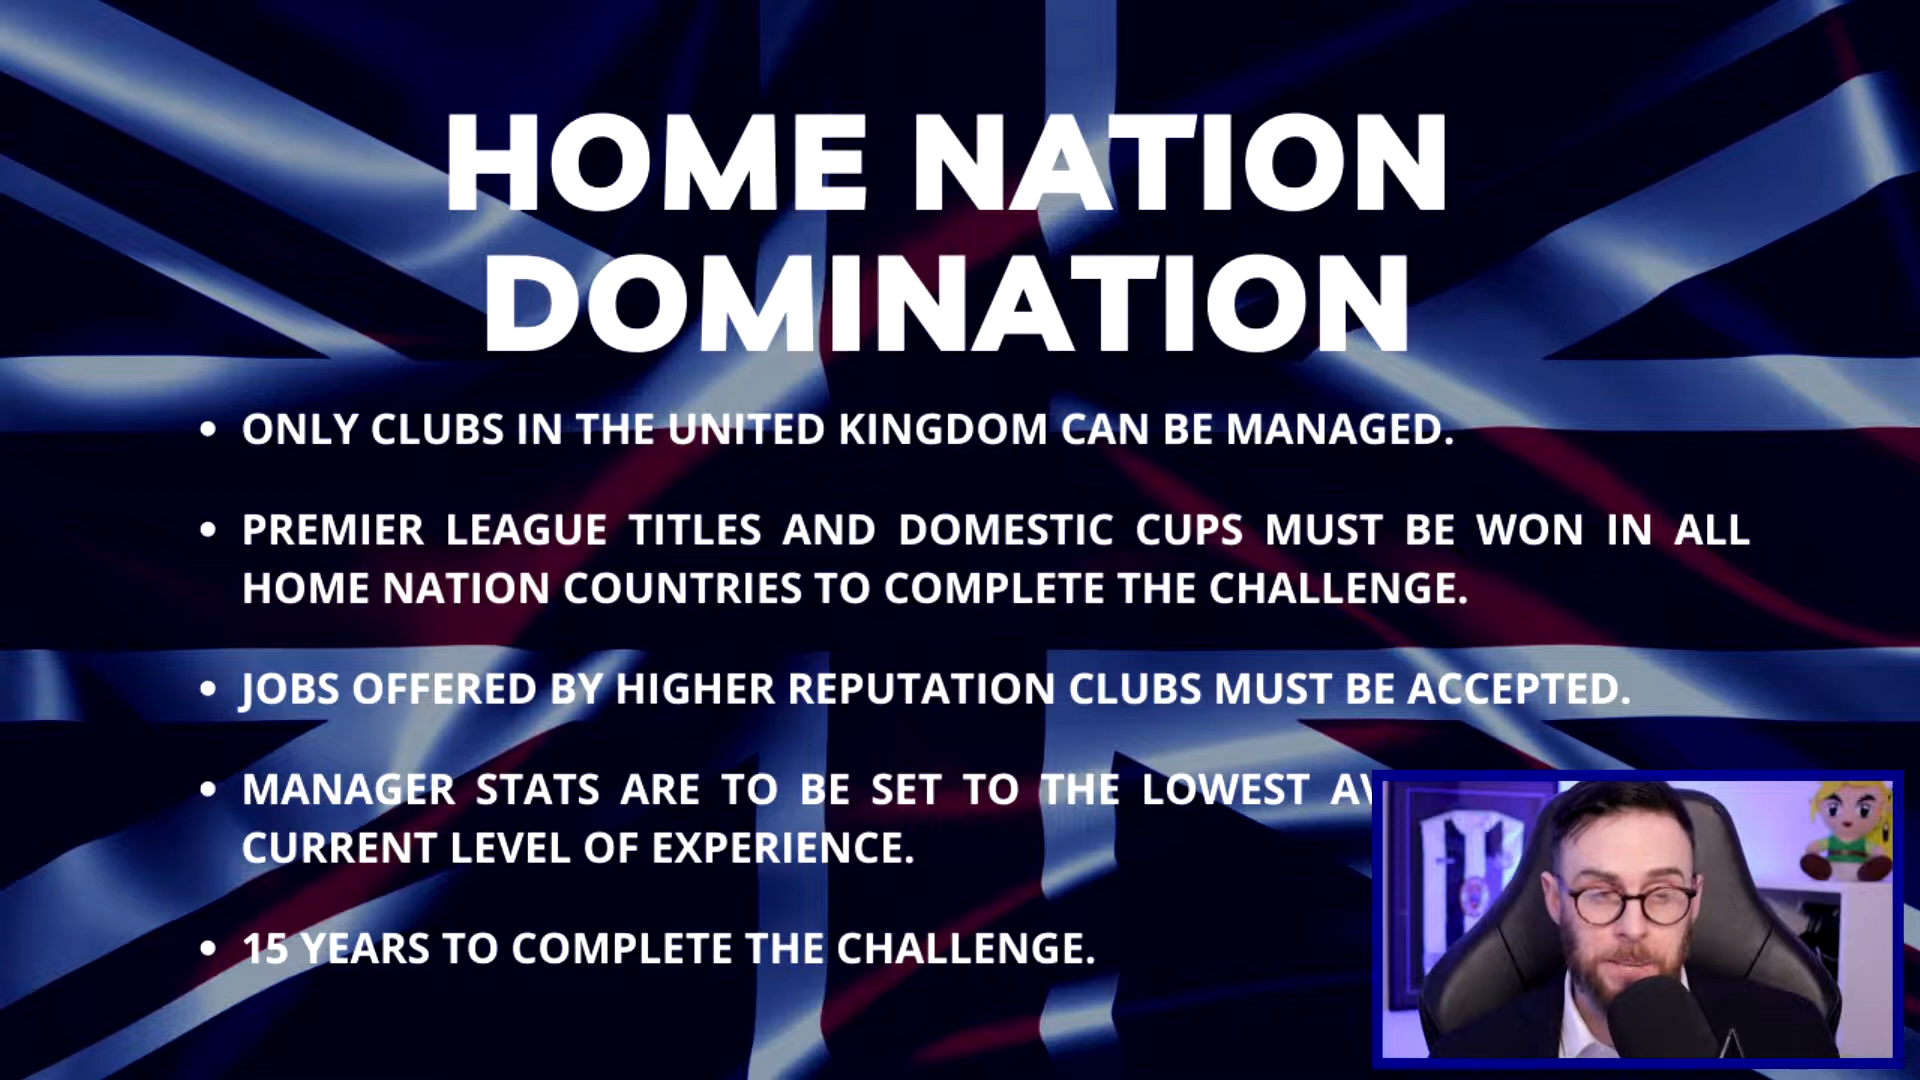 HOME NATION
DOMINATION
• ONLY CLUBS IN THE UNITED KINGDOM CAN BE MANAGED.
• PREMIER LEAGUE TITLES AND DOMESTIC CUPS MUST BE WON IN ALL
HOME NATION COUNTRIES TO COMPLETE THE CHALLENGE.
• JOBS OFFERED BY HIGHER REPUTATION CLUBS MUST BE ACCEPTED.
• MANAGER STATS ARE TO BE SET TO THE LOWEST
CURRENT LEVEL OF EXPERIENCE.
• 15 YEARS TO COMPLETE THE CHALLENGE.